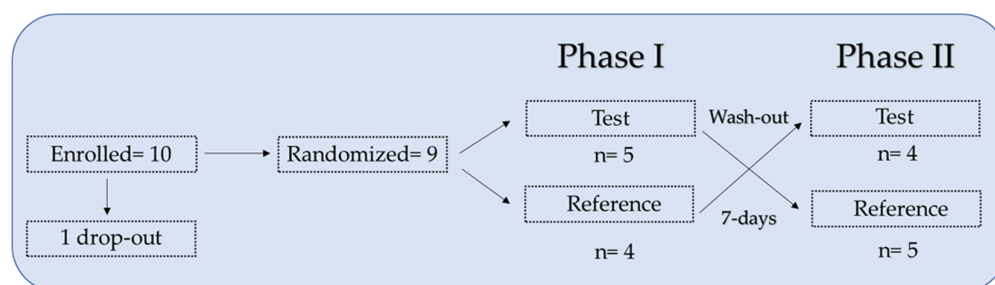 Phase I
Phase II
Enrolled= 10
1 drop-out
Randomized= 9
Test
n= 5
Reference
n= 4
Wash-out
7-days
Test
n= 4
Reference
n= 5